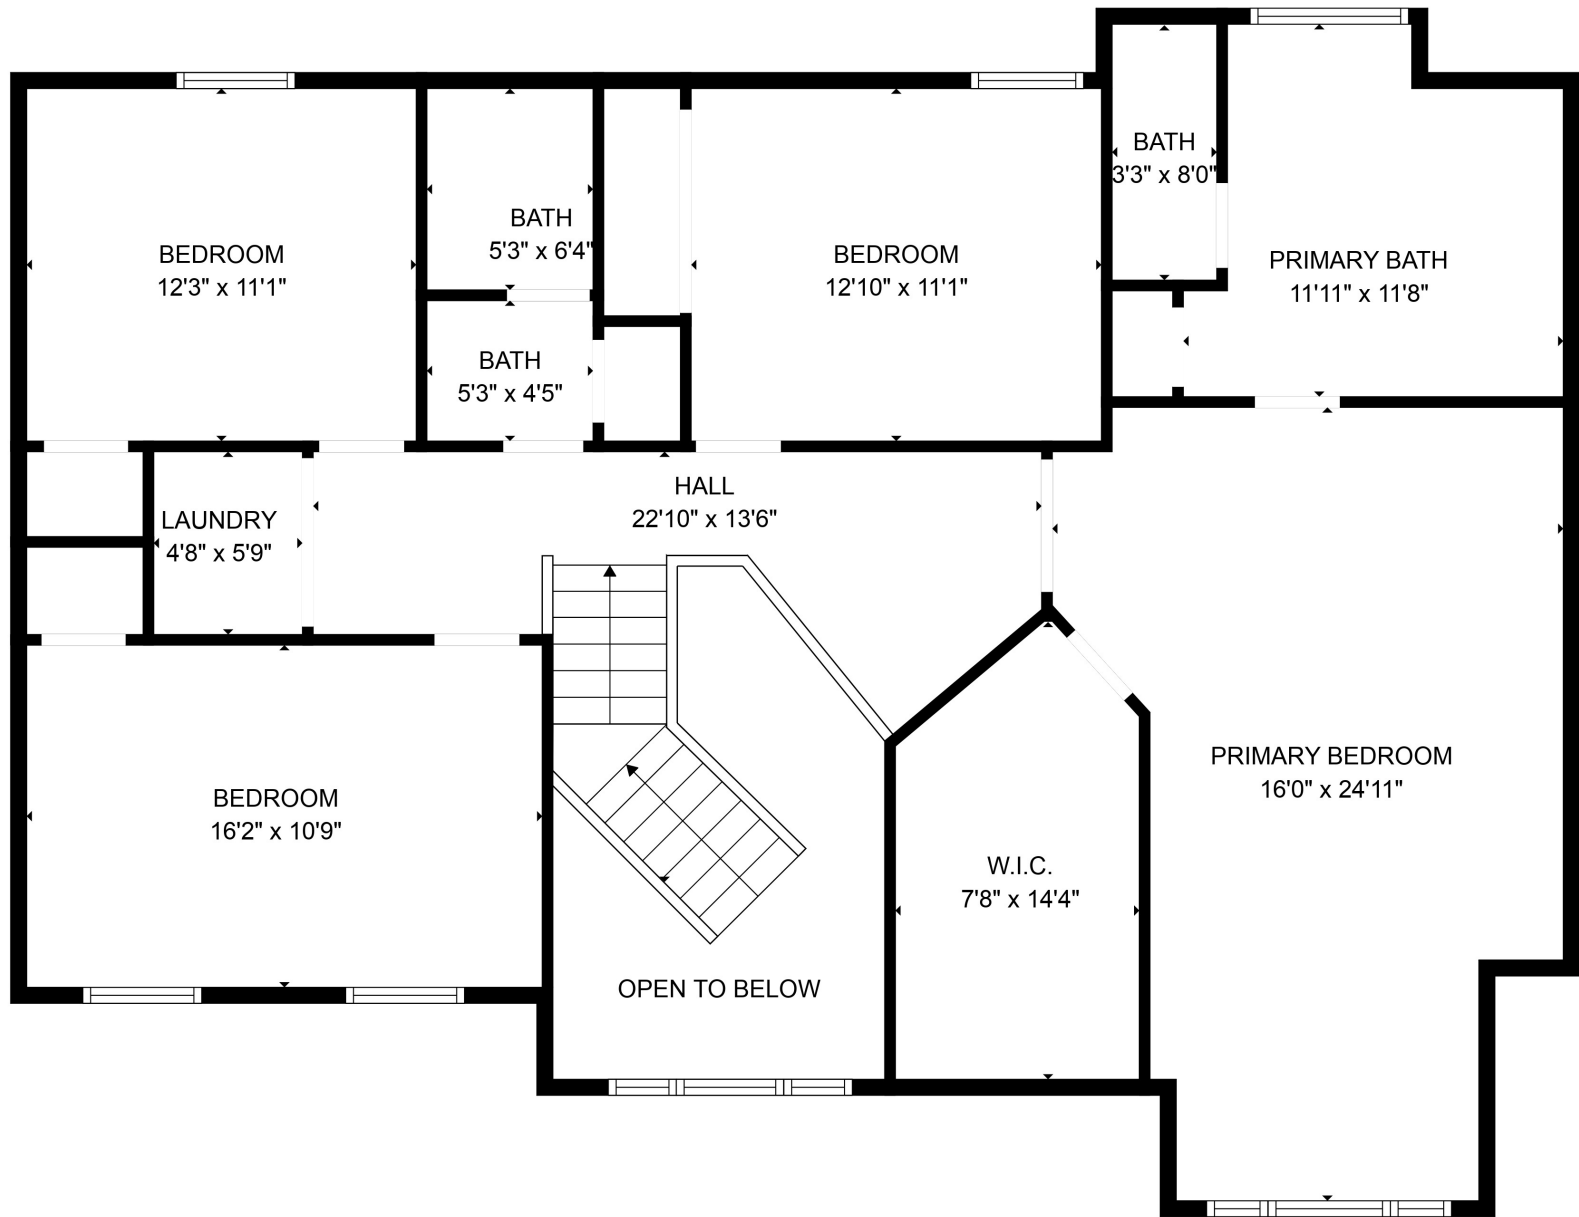 BATH
3'3" x 8'0"
BATH
5'3" x 6'4"
BEDROOM
12'3" x 11'1"
BEDROOM
12'10" x 11'1"
PRIMARY BATH
11'11" x 11'8"
BATH
5'3" x 4'5"
HALL
22'10" x 13'6"
LAUNDRY
4'8" x 5'9"
PRIMARY BEDROOM
16'0" x 24'11"
BEDROOM
16'2" x 10'9"
W.I.C.
7'8" x 14'4"
OPEN TO BELOW